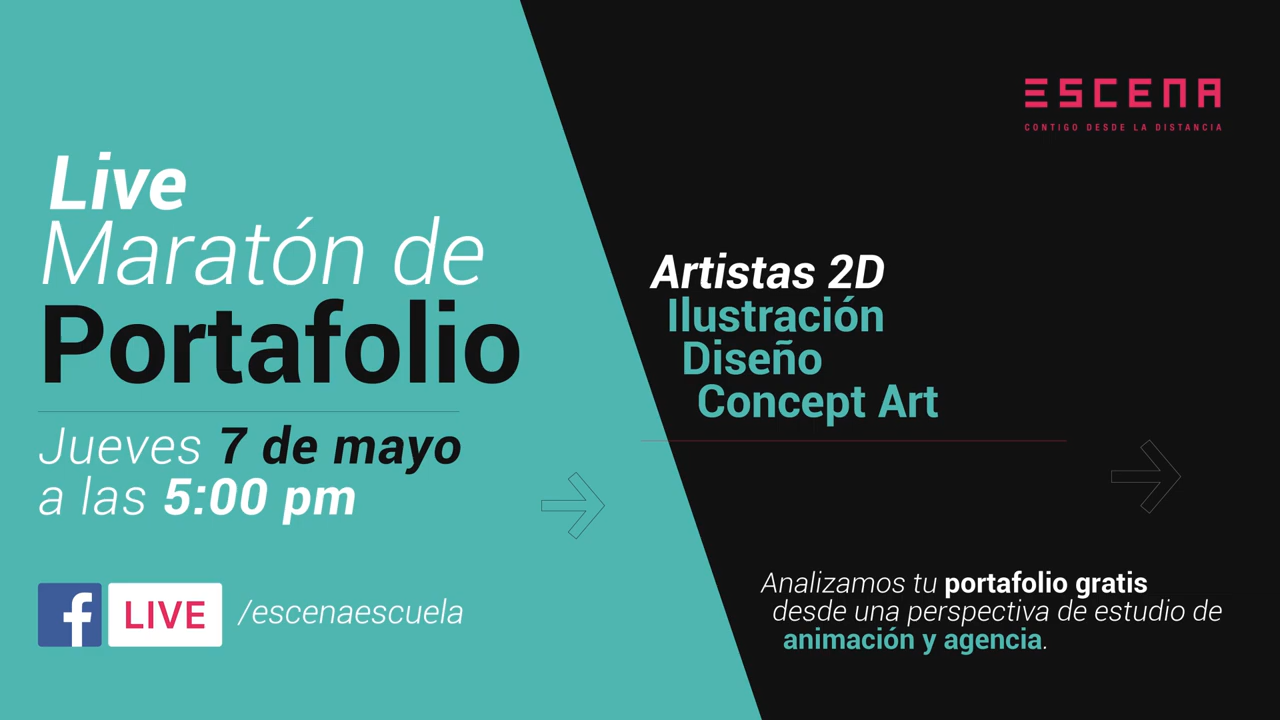 Live
Maratón de
Portafolio
Jueves 7 de mayo
a las 5:00 pm
f LIVE /escenaescuela
ESCENA
CONTIGO DESDE LA DISTANCIA
Artistas 2D
Ilustración
Diseño
Concept Art
Analizamos tu portafolio gratis
desde una perspectiva de estudio de
animación y agencia.